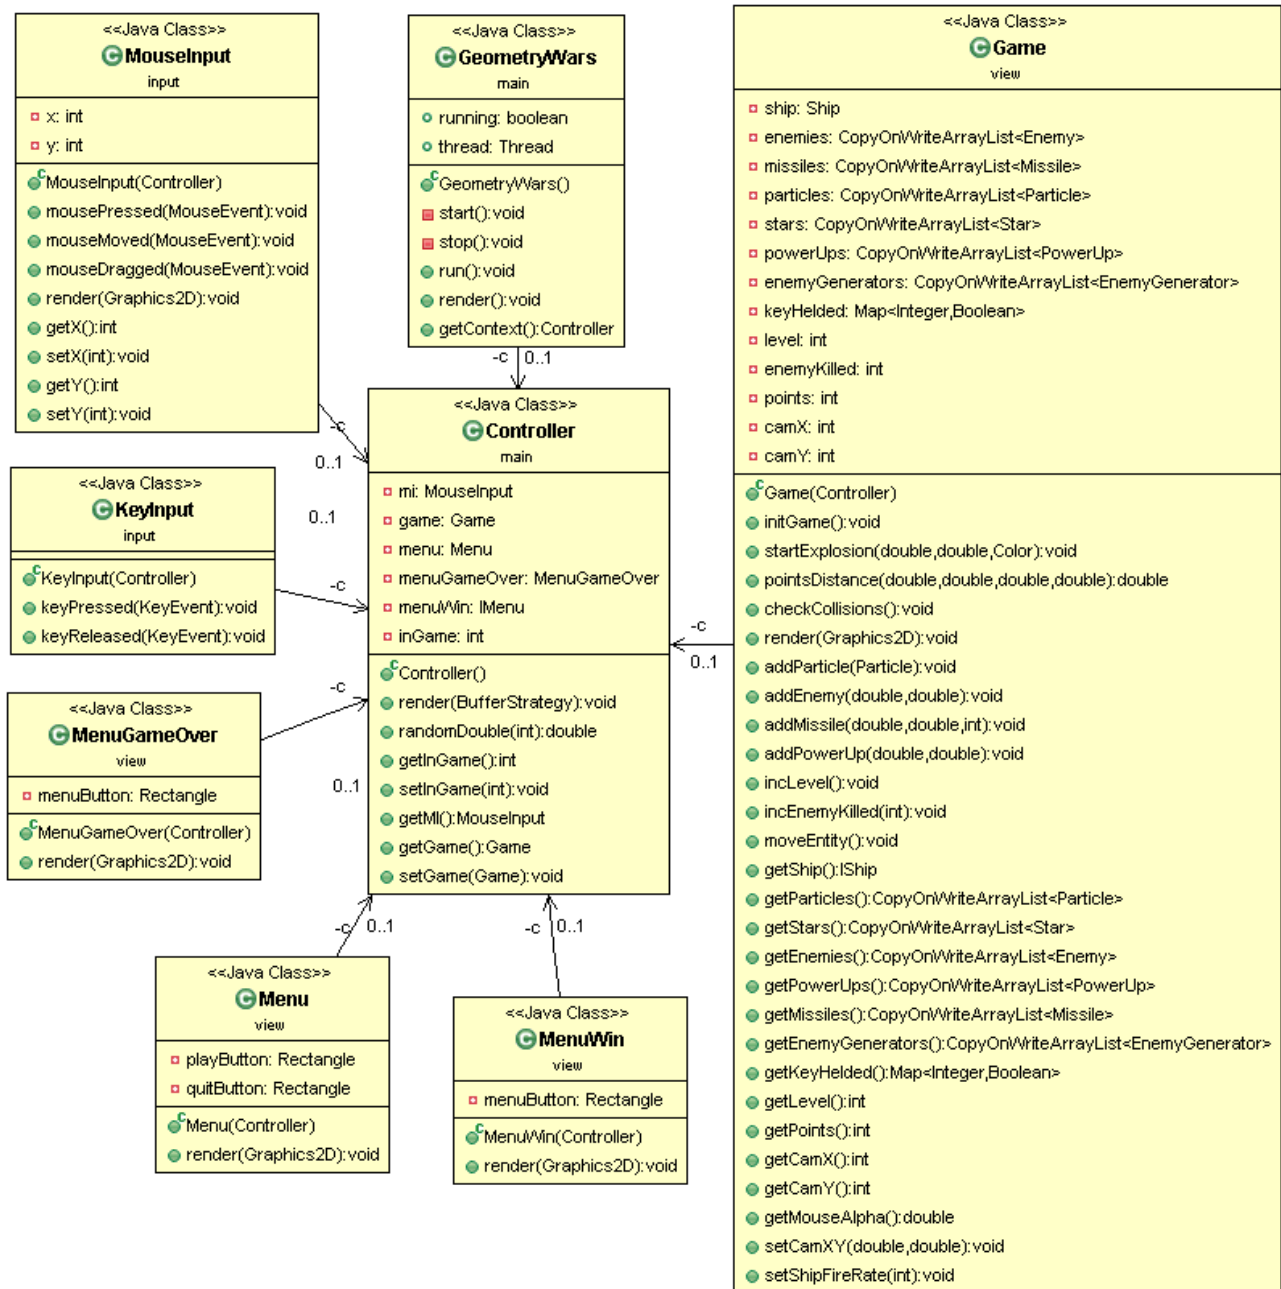 <<Java Class>>
MouseInput
input
x: int
y: int
MouseInput(Controller)
mousePressed(MouseEvent):void
mouseMoved(MouseEvent):void
mouseDragged(MouseEvent):void
render(Graphics2D):void
getX():int
setX(int):void
getY():int
setY(int):void
<<Java Class>>
GeometryWars
main
running: boolean
thread: Thread
GeometryWars()
start():void
stop():void
run():void
render():void
getContext():Controller
-c 0..1
-c
0..1
<<Java Class>>
KeyInput
input
KeyInput(Controller)
keyPressed(KeyEvent):void
keyReleased(KeyEvent):void
0..1
-c
<<Java Class>>
Controller
main
mi: MouseInput
game: Game
menu: Menu
menuGameOver: MenuGameOver
menuWin: IMenu
inGame: int
Controller()
render(BufferStrategy):void
randomDouble(int):double
getInGame():int
setInGame(int):void
getMI():MouseInput
getGame():Game
setGame(Game):void
<<Java Class>>
MenuGameOver
view
menuButton: Rectangle
MenuGameOver(Controller)
render(Graphics2D):void
-c
0..1
-c 0..1
<<Java Class>>
Menu
view
playButton: Rectangle
quitButton: Rectangle
Menu(Controller)
render(Graphics2D):void
-c 0..1
<<Java Class>>
MenuWin
view
menuButton: Rectangle
MenuWin(Controller)
render(Graphics2D):void
-c
0..1
<<Java Class>>
Game
view
ship: Ship
enemies: CopyOnWriteArrayList<Enemy>
missiles: CopyOnWriteArrayList<Missile>
particles: CopyOnWriteArrayList<Particle>
stars: CopyOnWriteArrayList<Star>
powerUps: CopyOnWriteArrayList<PowerUp>
enemyGenerators: CopyOnWriteArrayList<EnemyGenerator>
keyHelded: Map<Integer,Boolean>
level: int
enemyKilled: int
points: int
camX: int
camY: int
Game(Controller)
initGame():void
startExplosion(double,double,Color):void
pointsDistance(double,double,double,double):double
checkCollisions():void
render(Graphics2D):void
addParticle(Particle):void
addEnemy(double,double):void
addMissile(double,double,int):void
addPowerUp(double,double):void
incLevel():void
incEnemyKilled(int):void
moveEntity():void
getShip():IShip
getParticles():CopyOnWriteArrayList<Particle>
getStars():CopyOnWriteArrayList<Star>
getEnemies():CopyOnWriteArrayList<Enemy>
getPowerUps():CopyOnWriteArrayList<PowerUp>
getMissiles():CopyOnWriteArrayList<Missile>
getEnemyGenerators():CopyOnWriteArrayList<EnemyGenerator>
getKeyHelded():Map<Integer,Boolean>
getLevel():int
getPoints():int
getCamX():int
getCamY():int
getMouseAlpha():double
setCamXY(double,double):void
setShipFireRate(int):void